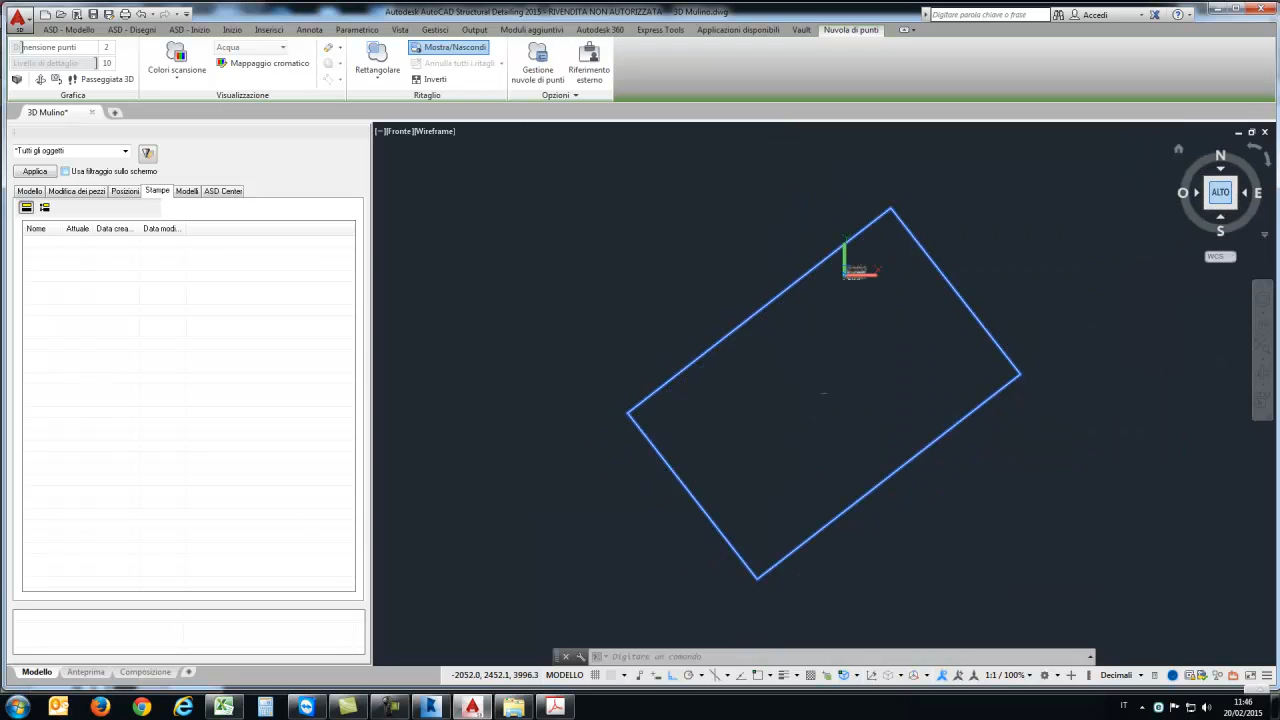 Autodesk AutoCAD Structural Detailing 2015 - RIVENDITA NON AUTORIZZATA
3D Mulino.dwg
Digitare parola chiave o frase
Accedi
3D
ASD - Modello
ASD - Disegni
ASD - Inizio
Inizio
Inserisci
Annota
Parametrico
Vista
Gestisci
Output
Moduli aggiuntivi
Autodesk 360
Express Tools
Applicazioni disponibili
Vault
Nuvola di punti
2
Livello di dettaglio
10
Passeggiata 3D
Grafica
Colori scansione
Acqua
Mappaggio cromatico
Visualizzazione
Rettangolare
Mostra/Nascondi
Annulla tutti i ritagli
Inverti
Ritaglio
Gestione
nuvole di punti
Riferimento
esterno
Opzioni
3D Mulino*
*Tutti gli oggetti
Applica
Usa filtraggio sullo schermo
Modello
Modifica dei pezzi
Posizioni
Stampe
Modelli
ASD Center
Nome
Attuale
Data crea...
Data modi...
[−][Fronte][Wireframe]
N
O
ALTO
E
S
WCS
Digitare un comando
Modello
Anteprima
Composizione
-2052.0, 2452.1, 3996.3
MODELLO
1:1 / 100%
Decimali
IT
11:46
20/02/2015